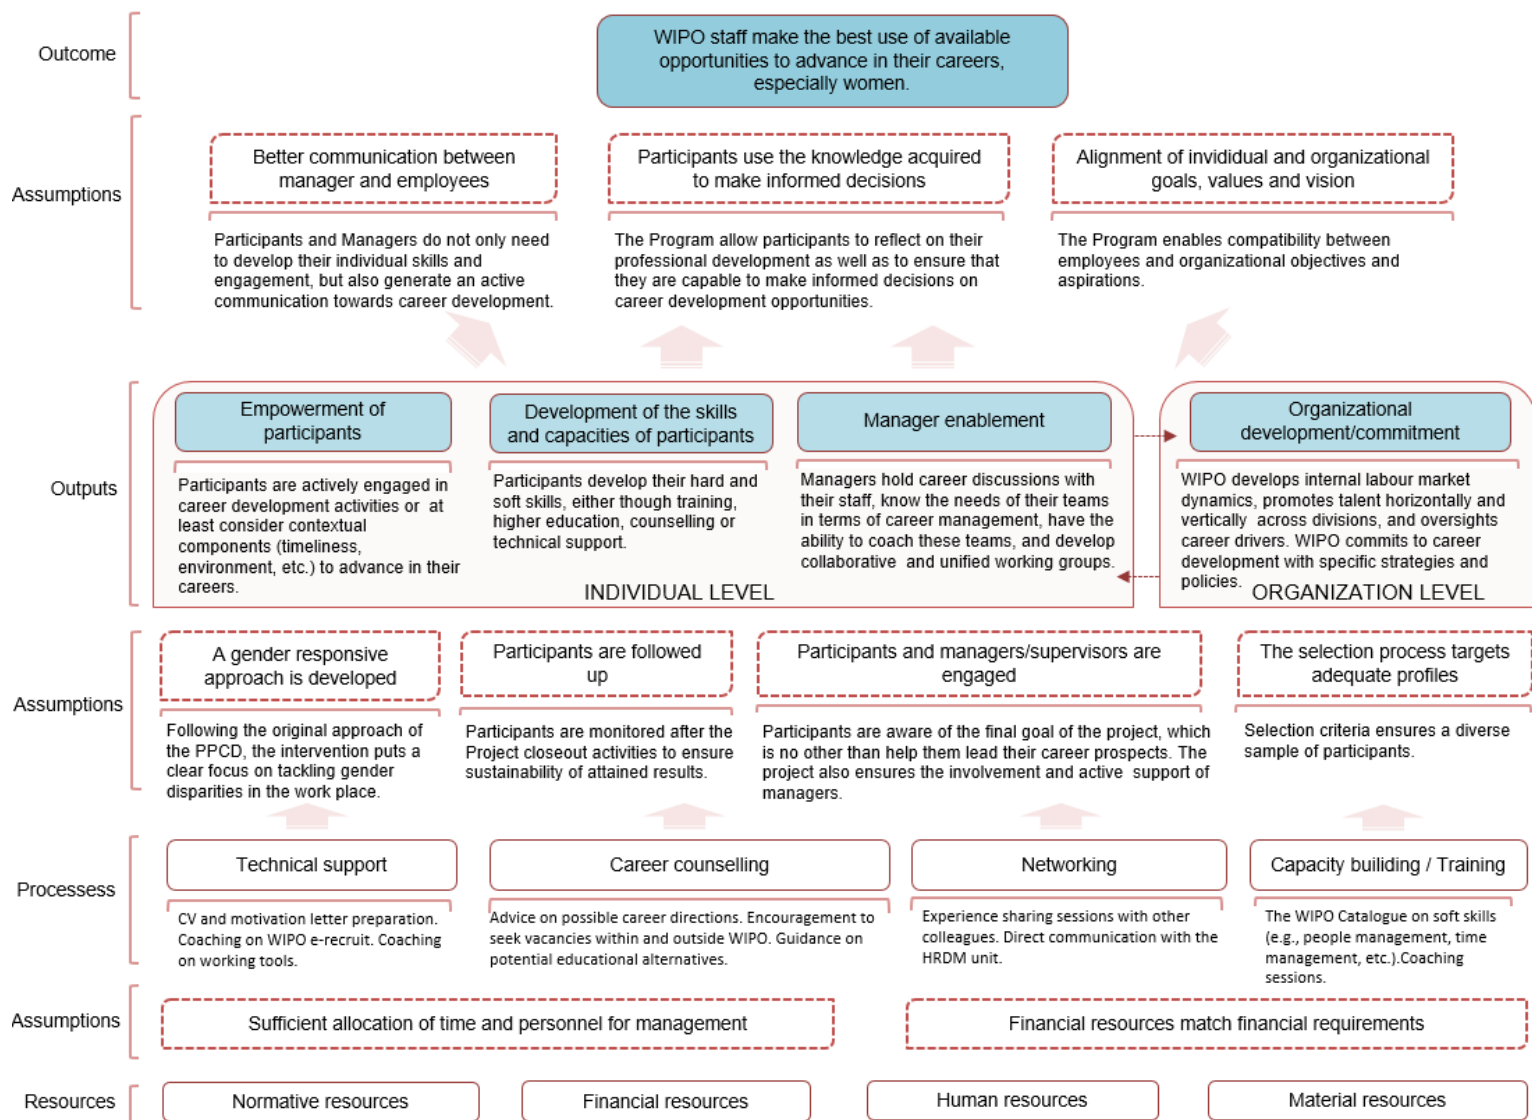 Outcome
WIPO staff make the best use of available
opportunities to advance in their careers,
especially women.
Assumptions
Better communication between
manager and employees
Participants use the knowledge acquired
to make informed decisions
Alignment of invididual and organizational
goals, values and vision
Participants and Managers do not only need
to develop their individual skills and
engagement, but also generate an active
communication towards career development.
The Program allow participants to reflect on their
professional development as well as to ensure that
they are capable to make informed decisions on
career development opportunities.
The Program enables compatibility between
employees and organizational objectives and
aspirations.
Outputs
Empowerment of
participants
Development of the skills
and capacities of participants
Manager enablement
Organizational
development/commitment
Participants are actively engaged in
career development activities or at
least consider contextual
components (timeliness,
environment, etc.) to advance in their
careers.
Participants develop their hard and
soft skills, either though training,
higher education, counselling or
technical support.
Managers hold career discussions with
their staff, know the needs of their teams
in terms of career management, have the
ability to coach these teams, and develop
collaborative and unified working groups.
WIPO develops internal labour market
dynamics, promotes talent horizontally and
vertically across divisions, and oversights
career drivers. WIPO commits to career
development with specific strategies and
policies.
INDIVIDUAL LEVEL
ORGANIZATION LEVEL
Assumptions
A gender responsive
approach is developed
Participants are followed
up
Participants and managers/supervisors are
engaged
The selection process targets
adequate profiles
Following the original approach of
the PPCD, the intervention puts a
clear focus on tackling gender
disparities in the work place.
Participants are monitored after the
Project closeout activities to ensure
sustainability of attained results.
Participants are aware of the final goal of the project, which
is no other than help them lead their career prospects. The
project also ensures the involvement and active support of
managers.
Selection criteria ensures a diverse
sample of participants.
Processess
Technical support
Career counselling
Networking
Capacity builiding / Training
CV and motivation letter preparation.
Coaching on WIPO e-recruit. Coaching
on working tools.
Advice on possible career directions. Encouragement to
seek vacancies within and outside WIPO. Guidance on
potential educational alternatives.
Experience sharing sessions with other
colleagues. Direct communication with the
HRDM unit.
The WIPO Catalogue on soft skills
(e.g., people management, time
management, etc.).Coaching
sessions.
Assumptions
Sufficient allocation of time and personnel for management
Financial resources match financial requirements
Resources
Normative resources
Financial resources
Human resources
Material resources